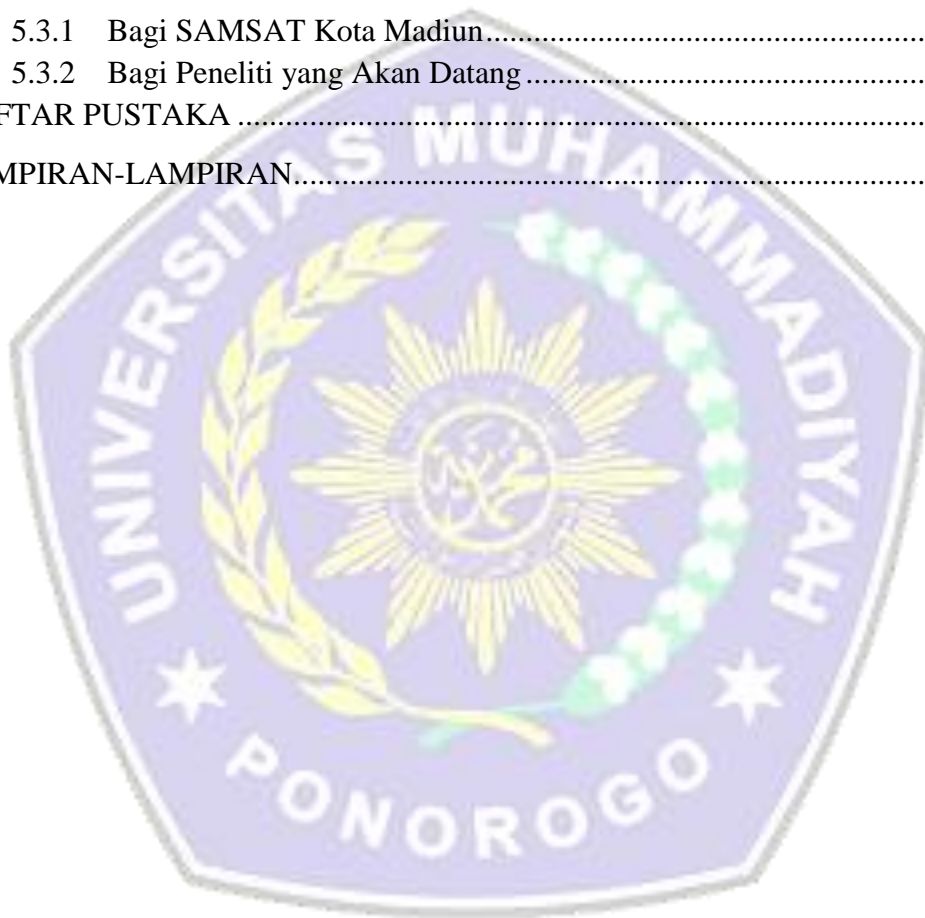 5.3.1 Bagi SAMSAT Kota Madiun..........................................................
5.3.2 Bagi Peneliti yang Akan Datang.....................................................
FTAR PUSTAKA .........................................................................................
MPIRAN-LAMPIRAN..................................................................................
UNIVERSITAS MUHAMMADIYAH
PONOROGO